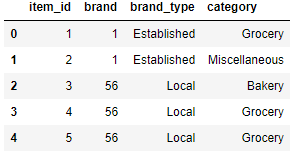 item_id brand brand_type category
0 1 1 Established Grocery
1 2 1 Established Miscellaneous
2 3 56 Local Bakery
3 4 56 Local Grocery
4 5 56 Local Grocery